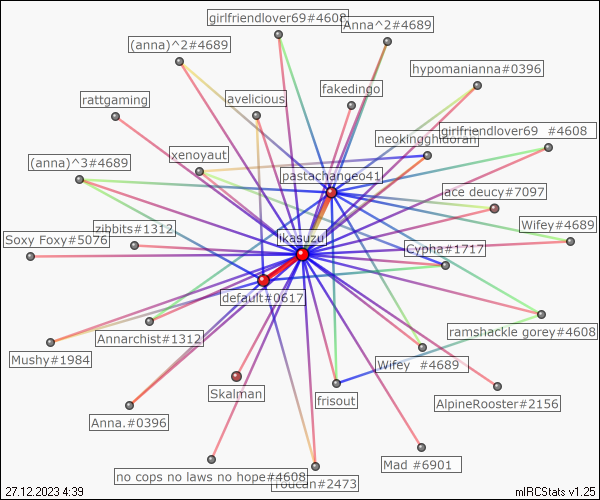 girlfriendlover69#4608
Anna^2#4689
(anna)^2#4689
hypomanianna#0396
fakedingo
rattgaming
avelicious
girlfriendlover69 #4608
neokingghidoran
xenoyaut
(anna)^3#4689
pastachangeo41
ace deucy#7097
Wifey#4689
zibbits#1312
Soxy Foxy#5076
ikasuzu
Cypha#1717
default#0617
ramshackle gorey#4608
Annarchist#1312
Mushy#1984
Wifey #4689
Skalman
frisout
AlpineRooster#2156
Anna.#0396
Mad #6901
no cops no laws no hope#4608
Toucan#2473
27.12.2023 4:39
mIRCStats v1.25